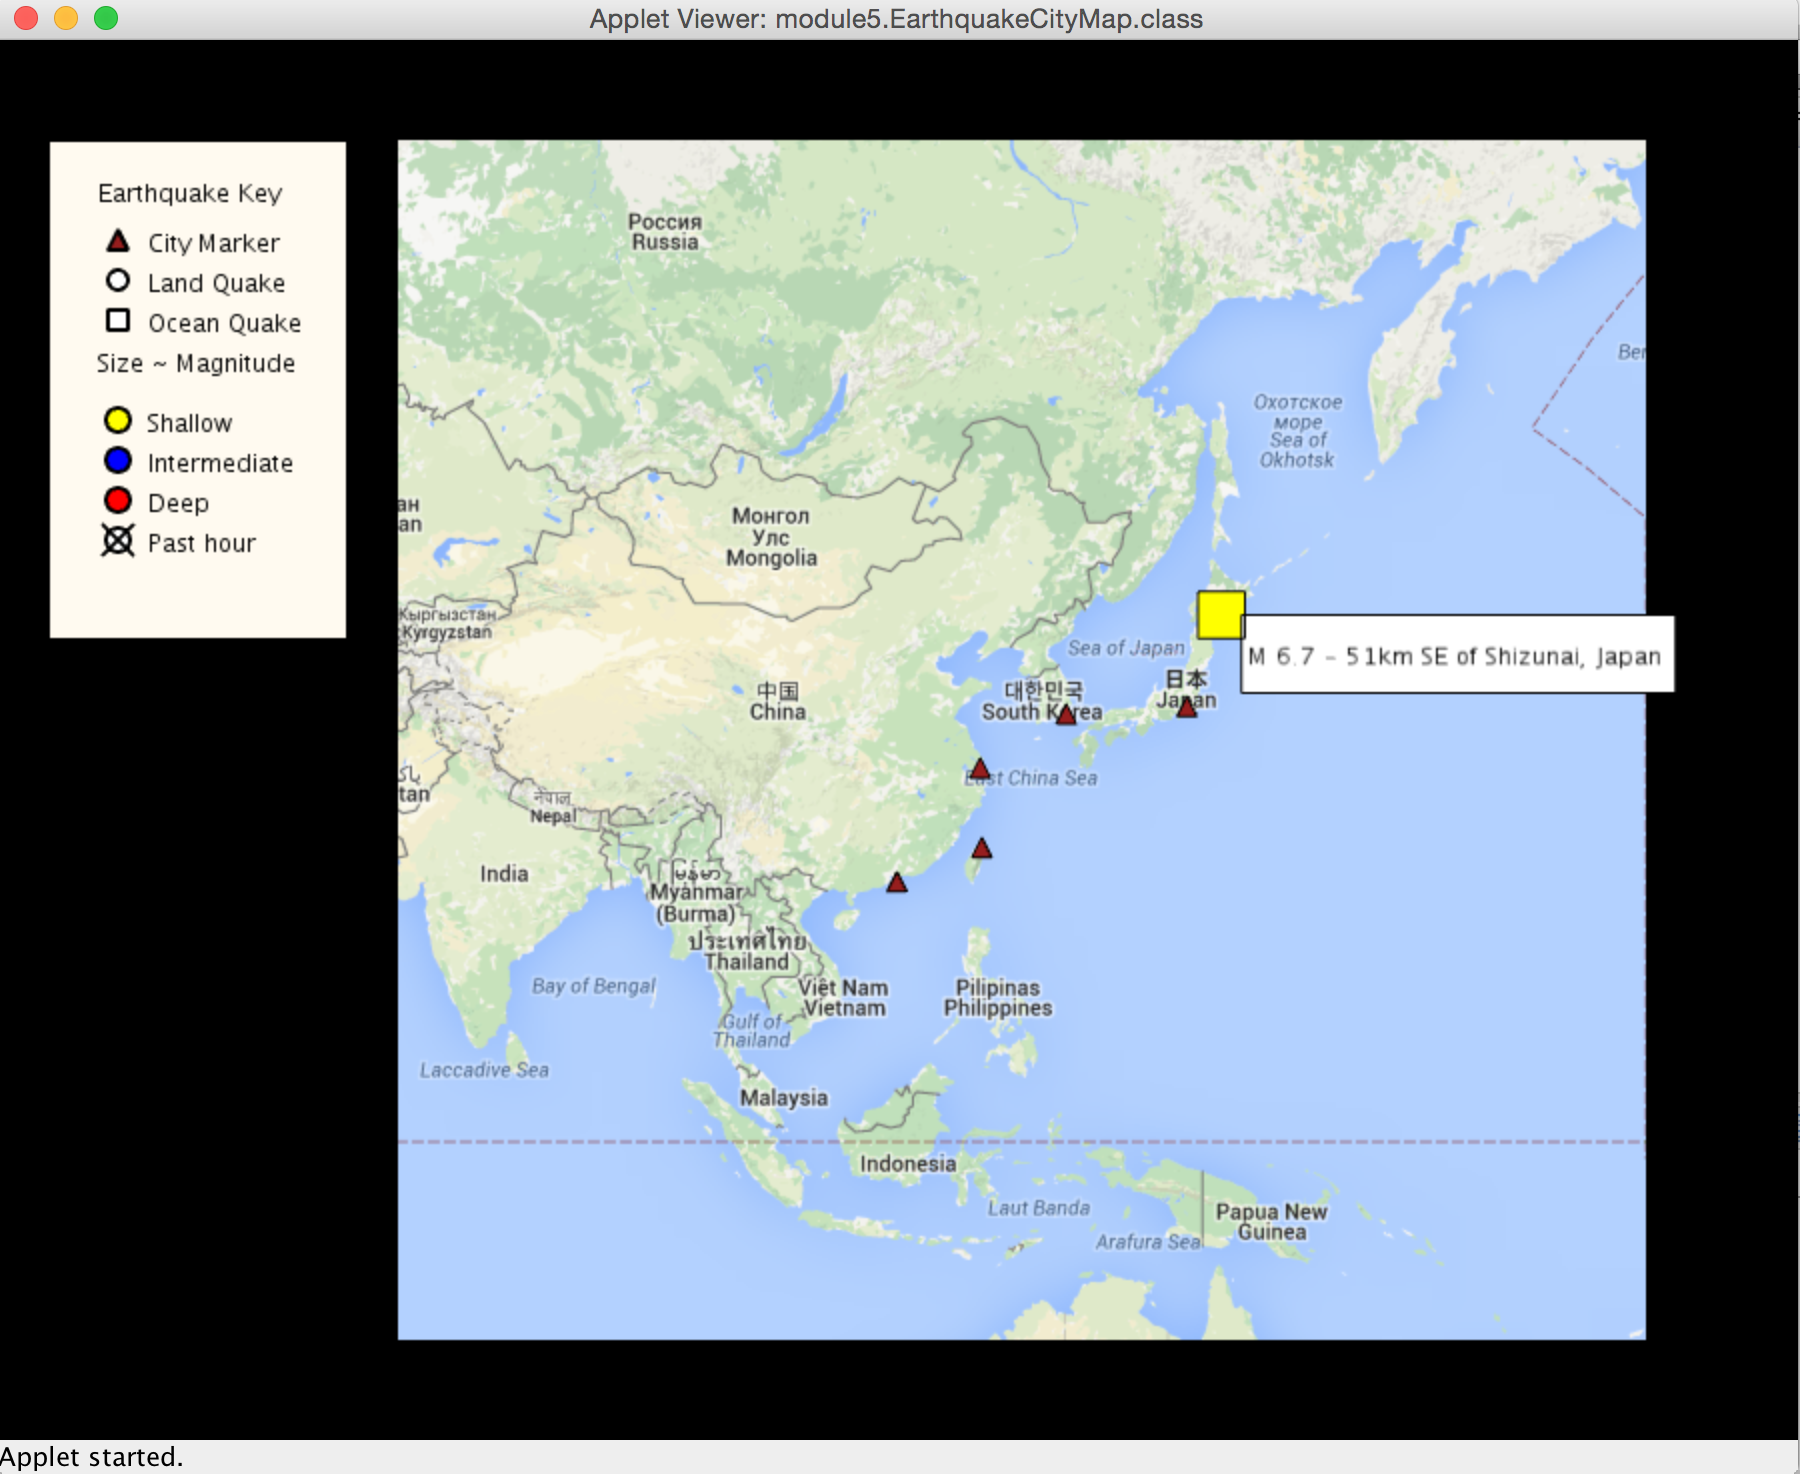 Applet Viewer: module5.EarthquakeCityMap.class
Earthquake Key
City Marker
Land Quake
Ocean Quake
Size ~ Magnitude
Shallow
Intermediate
Deep
Past hour
Россия
Russia
Ber
Охотское
море
Sea of
Okhotsk
ан
an
Монгол
Улс
Mongolia
Кыргызстан
Kyrgyzstan
M 6.7 - 51km SE of Shizunai, Japan
Sea of Japan
日本
Japan
대한민국
South Korea
中国
China
East China Sea
tan
नेपाल
Nepal
India
Myanmar
(Burma)
ประเทศไทย
Thailand
Bay of Bengal
Việt Nam
Vietnam
Pilipinas
Philippines
Gulf of
Thailand
Laccadive Sea
Malaysia
Indonesia
Laut Banda
Papua New
Guinea
Arafura Sea
Applet started.